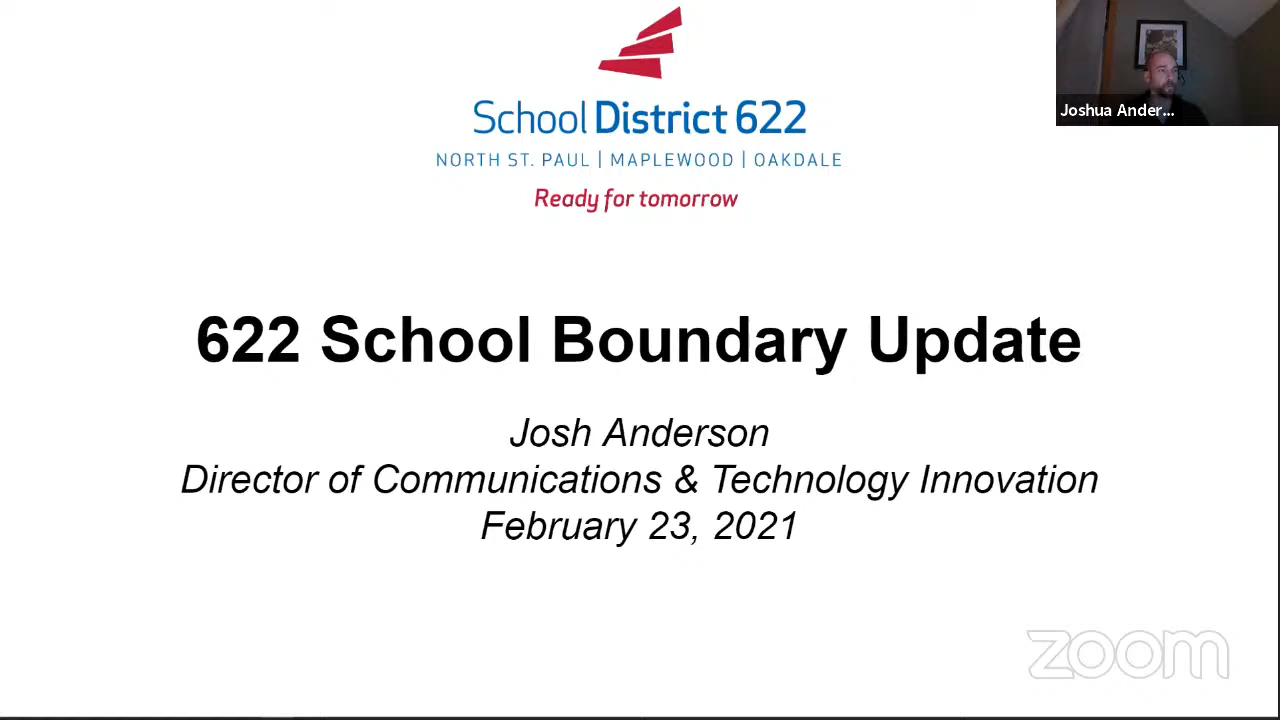 School District 622
NORTH ST. PAUL | MAPLEWOOD | OAKDALE
Ready for tomorrow
Joshua Ander...
622 School Boundary Update
Josh Anderson
Director of Communications & Technology Innovation
February 23, 2021
zoom